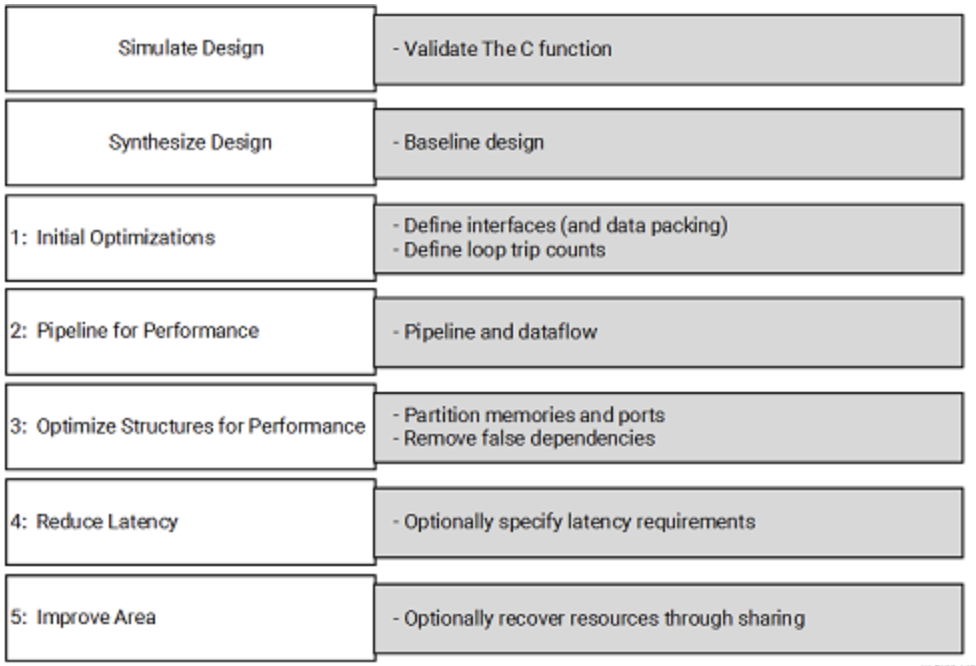 Simulate Design
- Validate The C function
Synthesize Design
- Baseline design
1: Initial Optimizations
- Define interfaces (and data packing)
- Define loop trip counts
2: Pipeline for Performance
- Pipeline and dataflow
3: Optimize Structures for Performance
- Partition memories and ports
- Remove false dependencies
4: Reduce Latency
- Optionally specify latency requirements
5: Improve Area
- Optionally recover resources through sharing